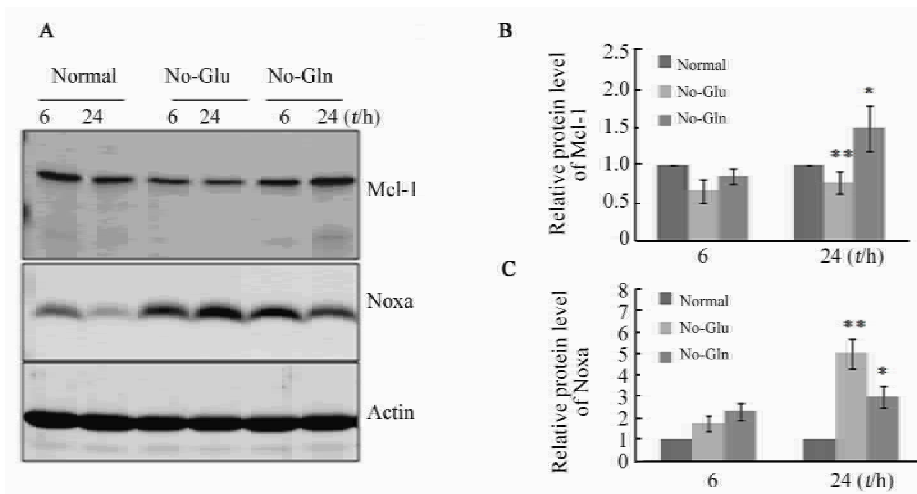 A
Normal No-Glu No-Gln
6 24 6 24 6 24 (t/h)
Mcl-1
Noxa
Actin
B
Relative protein level
of Mcl-1
2.5
2.0
1.5
1.0
0.5
0
Normal
No-Glu
No-Gln
**
*
6 24 (t/h)
C
Relative protein level
of Noxa
8
7
6
5
4
3
2
1
0
Normal
No-Glu
No-Gln
**
*
6 24 (t/h)